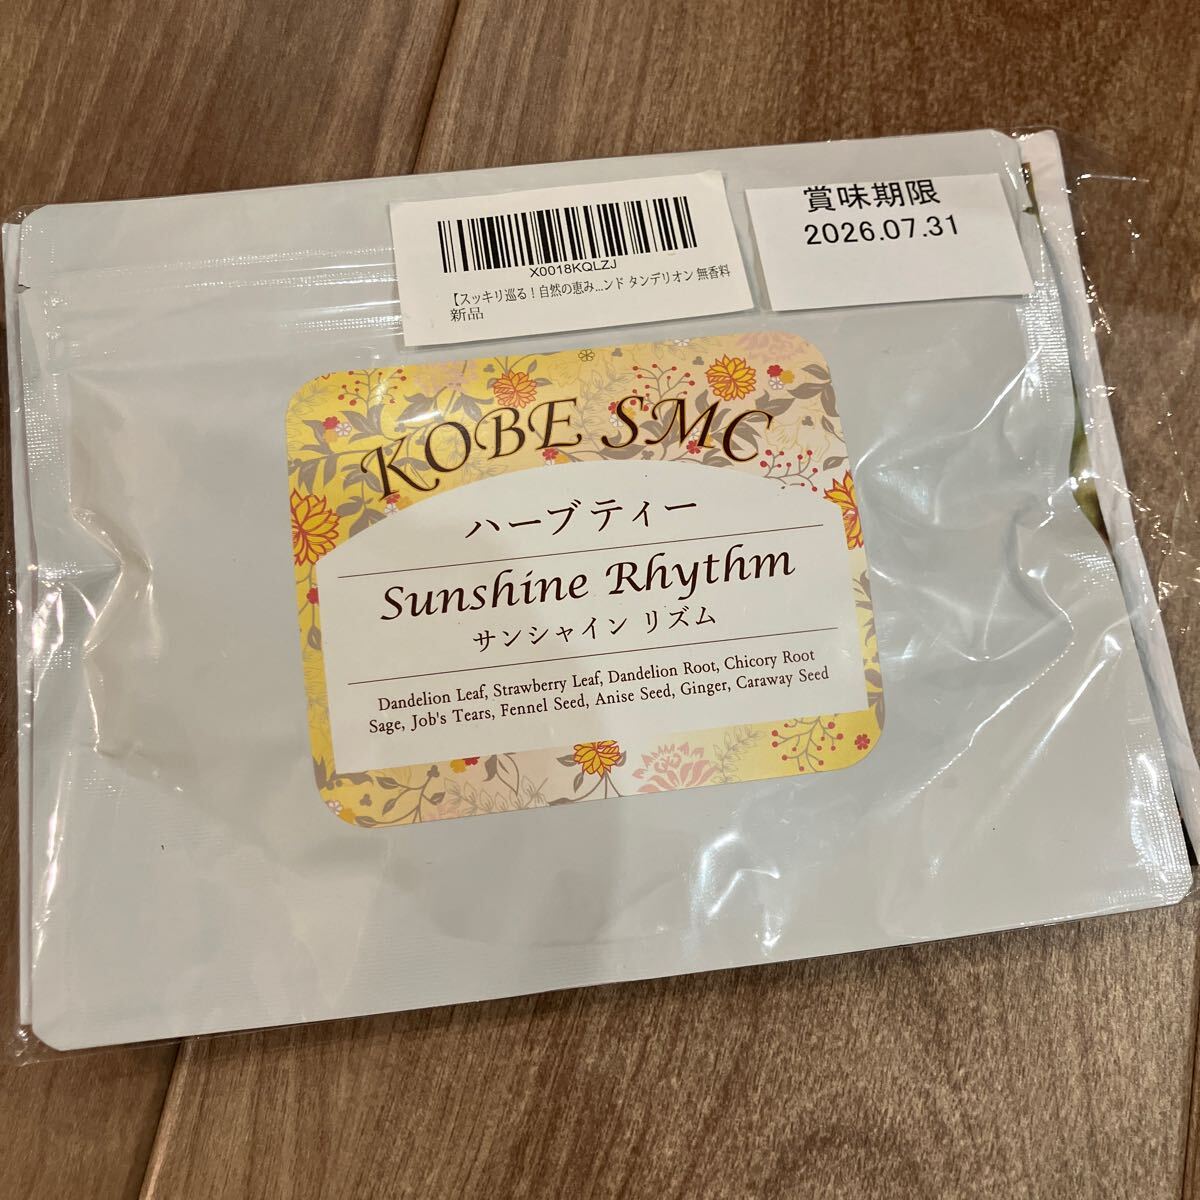 X0018KQLZJ
【スッキリ巡る！自然の恵み...ンド タンデリオン 無香料
新品
賞味期限
2026.07.31
KOBE SMC
ハーブティー
Sunshine Rhythm
サンシャイン リズム
Dandelion Leaf, Strawberry Leaf, Dandelion Root, Chicory Root
Sage, Job's Tears, Fennel Seed, Anise Seed, Ginger, Caraway Seed